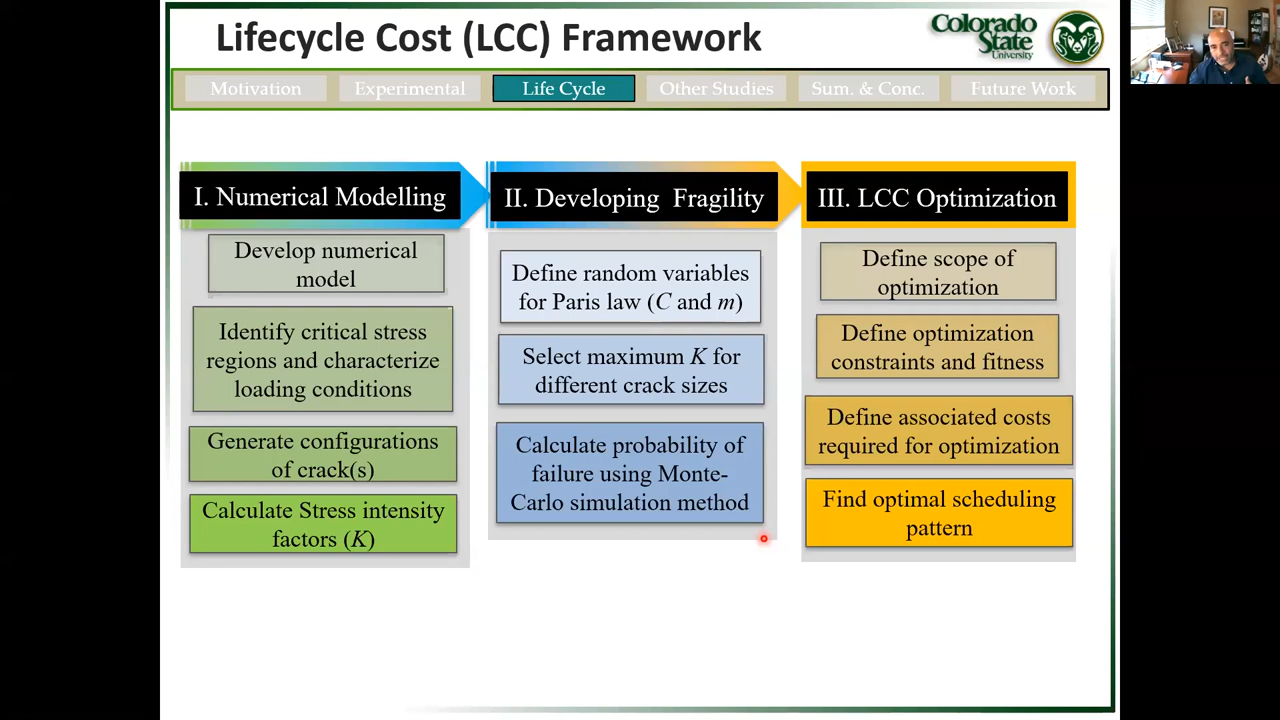 Lifecycle Cost (LCC) Framework
Colorado
State
University
Motivation
Experimental
Life Cycle
Other Studies
Sum. & Conc.
Future Work
I. Numerical Modelling
Develop numerical
model
Identify critical stress
regions and characterize
loading conditions
Generate configurations
of crack(s)
Calculate Stress intensity
factors (K)
II. Developing Fragility
Define random variables
for Paris law (C and m)
Select maximum K for
different crack sizes
Calculate probability of
failure using Monte-
Carlo simulation method
III. LCC Optimization
Define scope of
optimization
Define optimization
constraints and fitness
Define associated costs
required for optimization
Find optimal scheduling
pattern